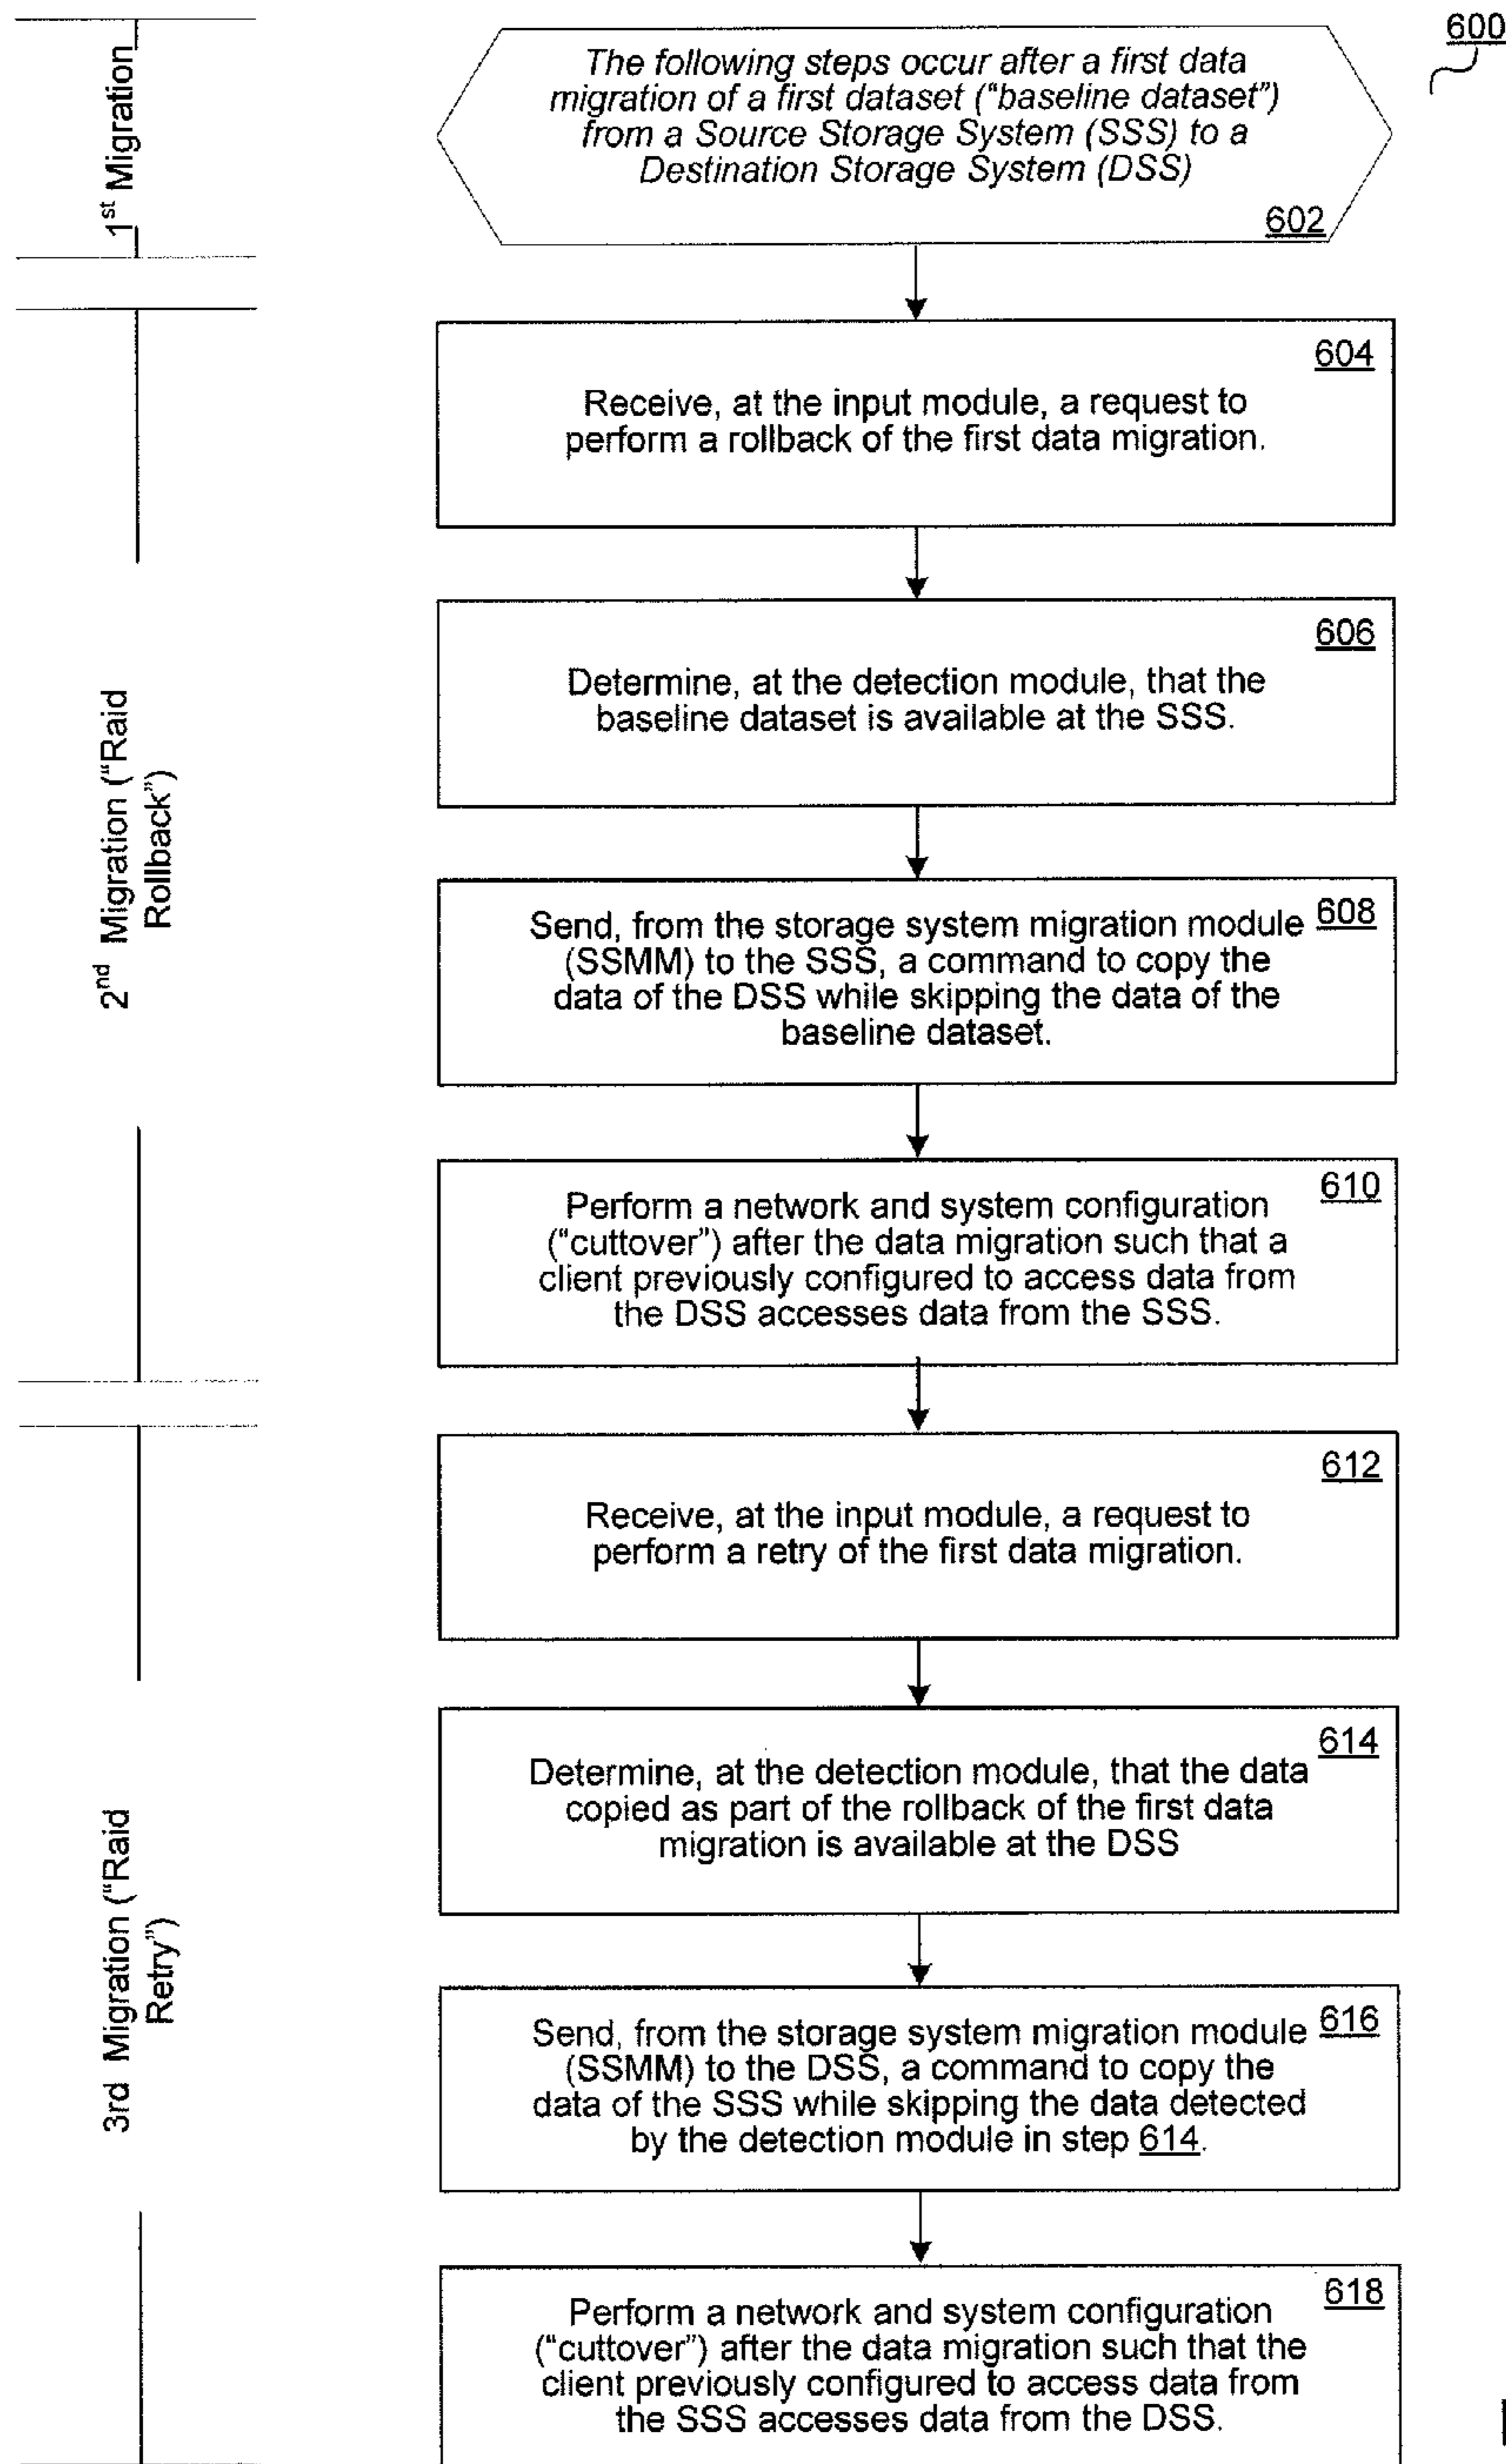 600
1st Migration
The following steps occur after a first data
migration of a first dataset ("baseline dataset")
from a Source Storage System (SSS) to a
Destination Storage System (DSS)
602
2nd Migration ("Raid
Rollback")
604
Receive, at the input module, a request to
perform a rollback of the first data migration.
606
Determine, at the detection module, that the
baseline dataset is available at the SSS.
608
Send, from the storage system migration module
(SSMM) to the SSS, a command to copy the
data of the DSS while skipping the data of the
baseline dataset.
610
Perform a network and system configuration
("cuttover") after the data migration such that a
client previously configured to access data from
the DSS accesses data from the SSS.
3rd Migration ("Raid
Retry")
612
Receive, at the input module, a request to
perform a retry of the first data migration.
614
Determine, at the detection module, that the data
copied as part of the rollback of the first data
migration is available at the DSS
616
Send, from the storage system migration module
(SSMM) to the DSS, a command to copy the
data of the SSS while skipping the data detected
by the detection module in step 614.
618
Perform a network and system configuration
("cuttover") after the data migration such that the
client previously configured to access data from
the SSS accesses data from the DSS.